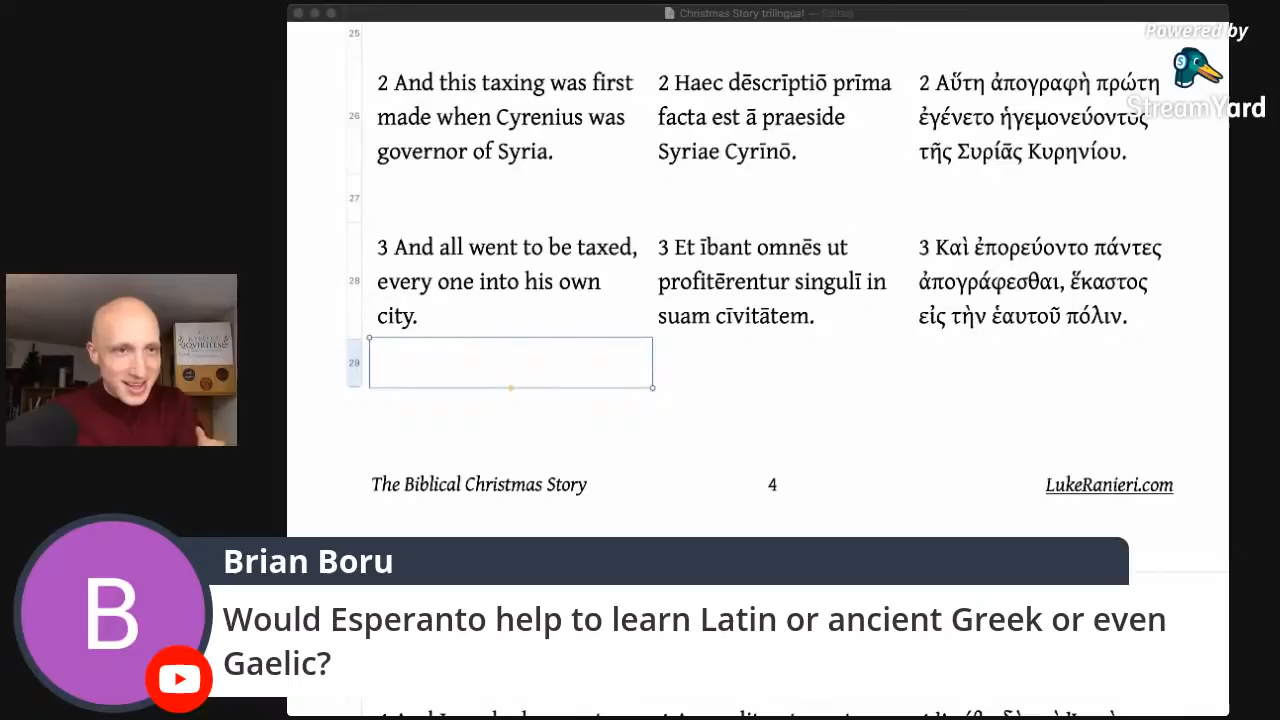 Christmas Story trilingual — Edited
Powered by
StreamYard
25
2 And this taxing was first
made when Cyrenius was
governor of Syria.
2 Haec dēscrīptiō prīma
facta est ā praeside
Syriae Cyrīnō.
2 Αὕτη ἀπογραφὴ πρώτη
ἐγένετο ἡγεμονεύοντος
τῆς Συρίᾱς Κυρηνίου.
26
27
3 And all went to be taxed,
every one into his own
city.
3 Et ībant omnēs ut
profitērentur singulī in
suam cīvitātem.
3 Καὶ ἐπορεύοντο πάντες
ἀπογράφεσθαι, ἕκαστος
εἰς τὴν ἑαυτοῦ πόλιν.
28
29
The Biblical Christmas Story
4
LukeRanieri.com
B
Brian Boru
Would Esperanto help to learn Latin or ancient Greek or even
Gaelic?